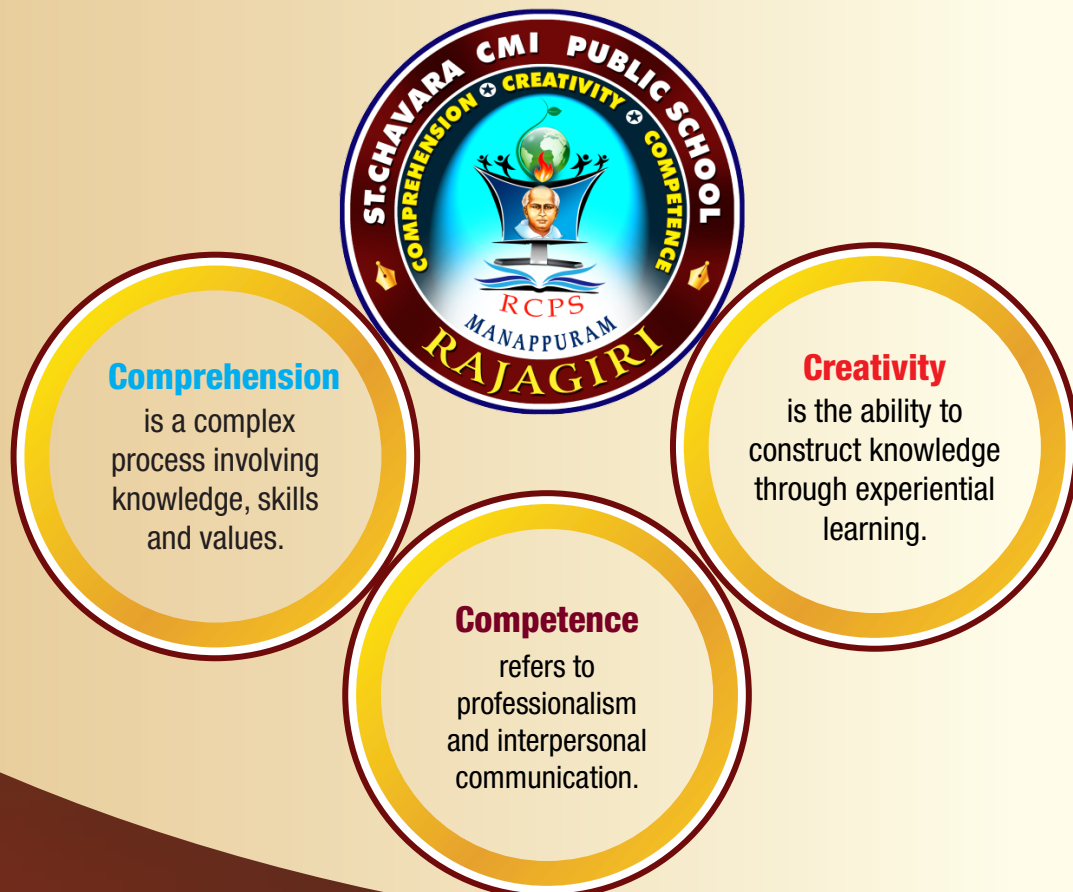 ST.CHAVARA CMI PUBLIC SCHOOL
COMPREHENSION ✪ CREATIVITY ✪ COMPETENCE
RCPS
MANAPPURAM
RAJAGIRI
Comprehension
is a complex
process involving
knowledge, skills
and values.
Creativity
is the ability to
construct knowledge
through experiential
learning.
Competence
refers to
professionalism
and interpersonal
communication.